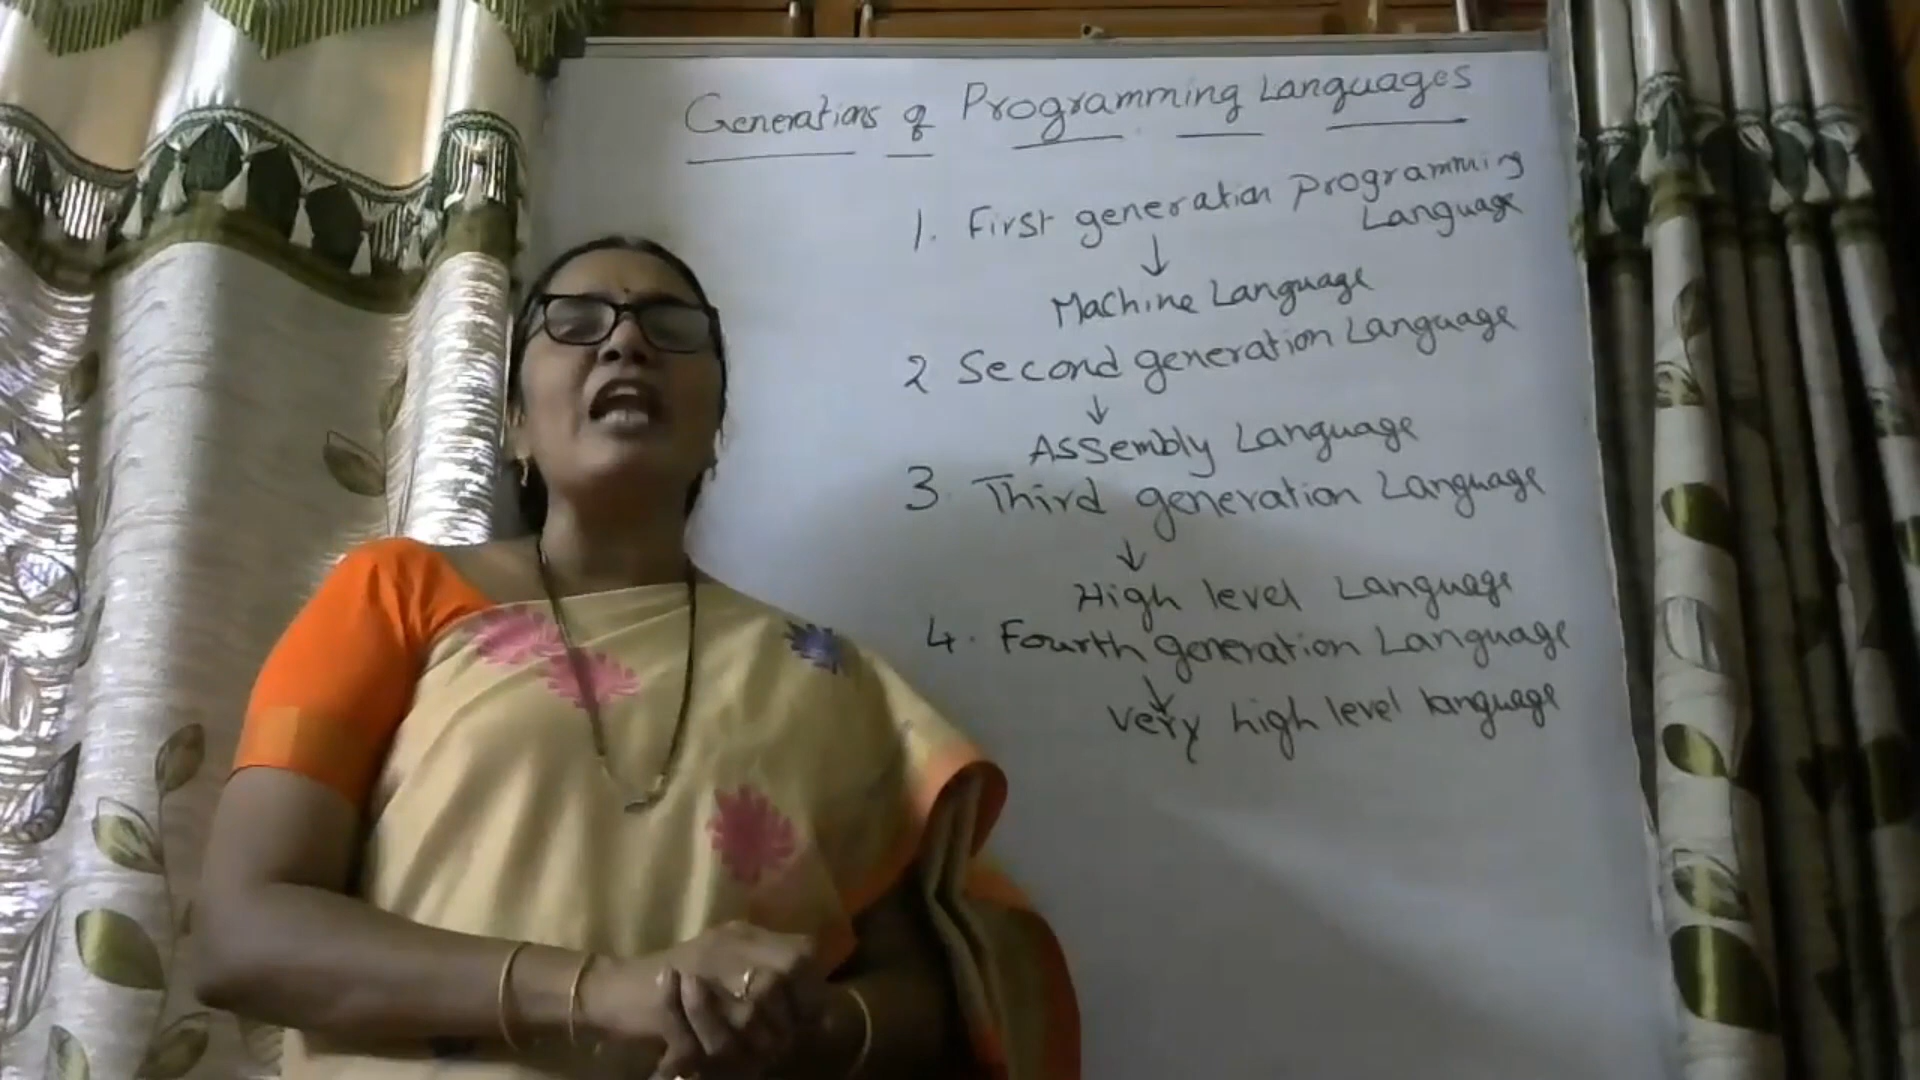 Generations of Programming Languages
1. First generation Programming
Language
↓
Machine Language
2 Second generation Language
↓
Assembly Language
3. Third generation Language
↓
High level Language
4. Fourth generation Language
↓
Very high level language